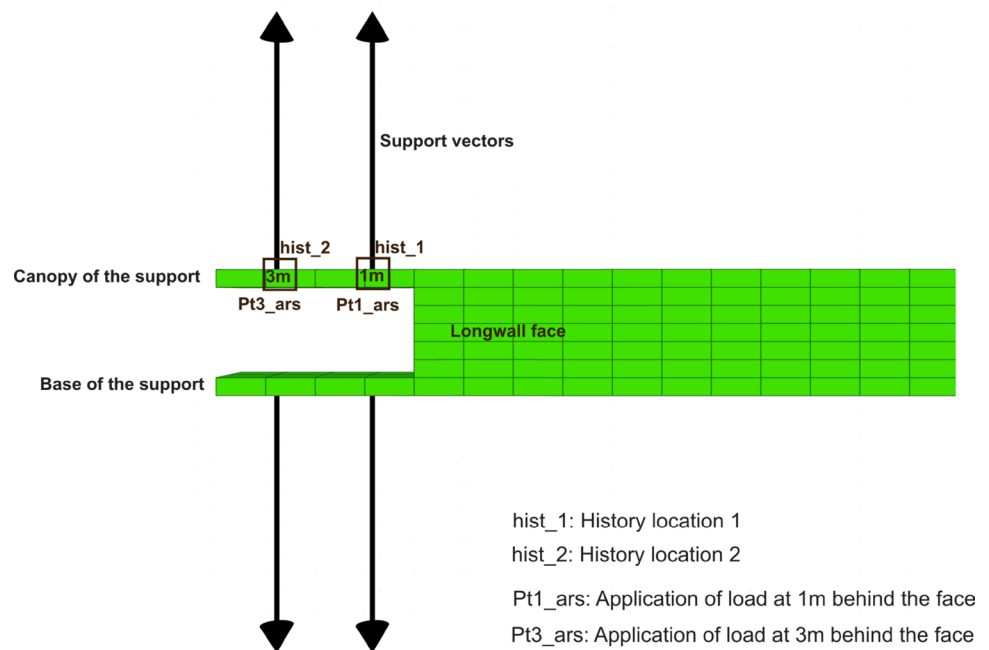 Support vectors
hist_2
hist_1
Canopy of the support
3m
1m
Pt3_ars
Pt1_ars
Longwall face
Base of the support
hist_1: History location 1
hist_2: History location 2
Pt1_ars: Application of load at 1m behind the face
Pt3_ars: Application of load at 3m behind the face